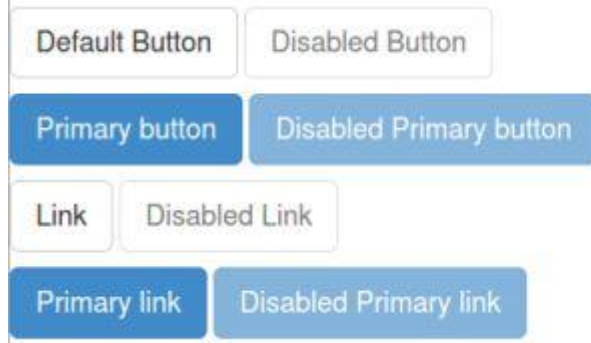 Default Button Disabled Button
Primary button Disabled Primary button
Link Disabled Link
Primary link Disabled Primary link